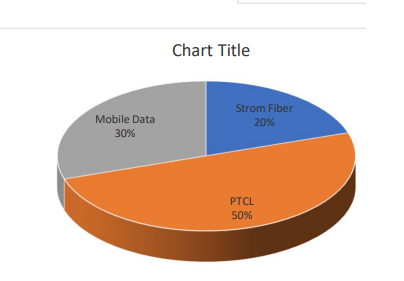 Chart Title
Strom Fiber
20%
Mobile Data
30%
PTCL
50%